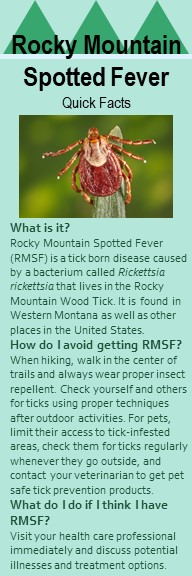 Rocky Mountain
Spotted Fever
Quick Facts
What is it?
Rocky Mountain Spotted Fever
(RMSF) is a tick born disease caused
by a bacterium called Rickettsia
rickettsia that lives in the Rocky
Mountain Wood Tick. It is found in
Western Montana as well as other
places in the United States.
How do I avoid getting RMSF?
When hiking, walk in the center of
trails and always wear proper insect
repellent. Check yourself and others
for ticks using proper techniques
after outdoor activities. For pets,
limit their access to tick-infested
areas, check them for ticks regularly
whenever they go outside, and
contact your veterinarian to get pet
safe tick prevention products.
What do I do if I think I have
RMSF?
Visit your health care professional
immediately and discuss potential
illnesses and treatment options.